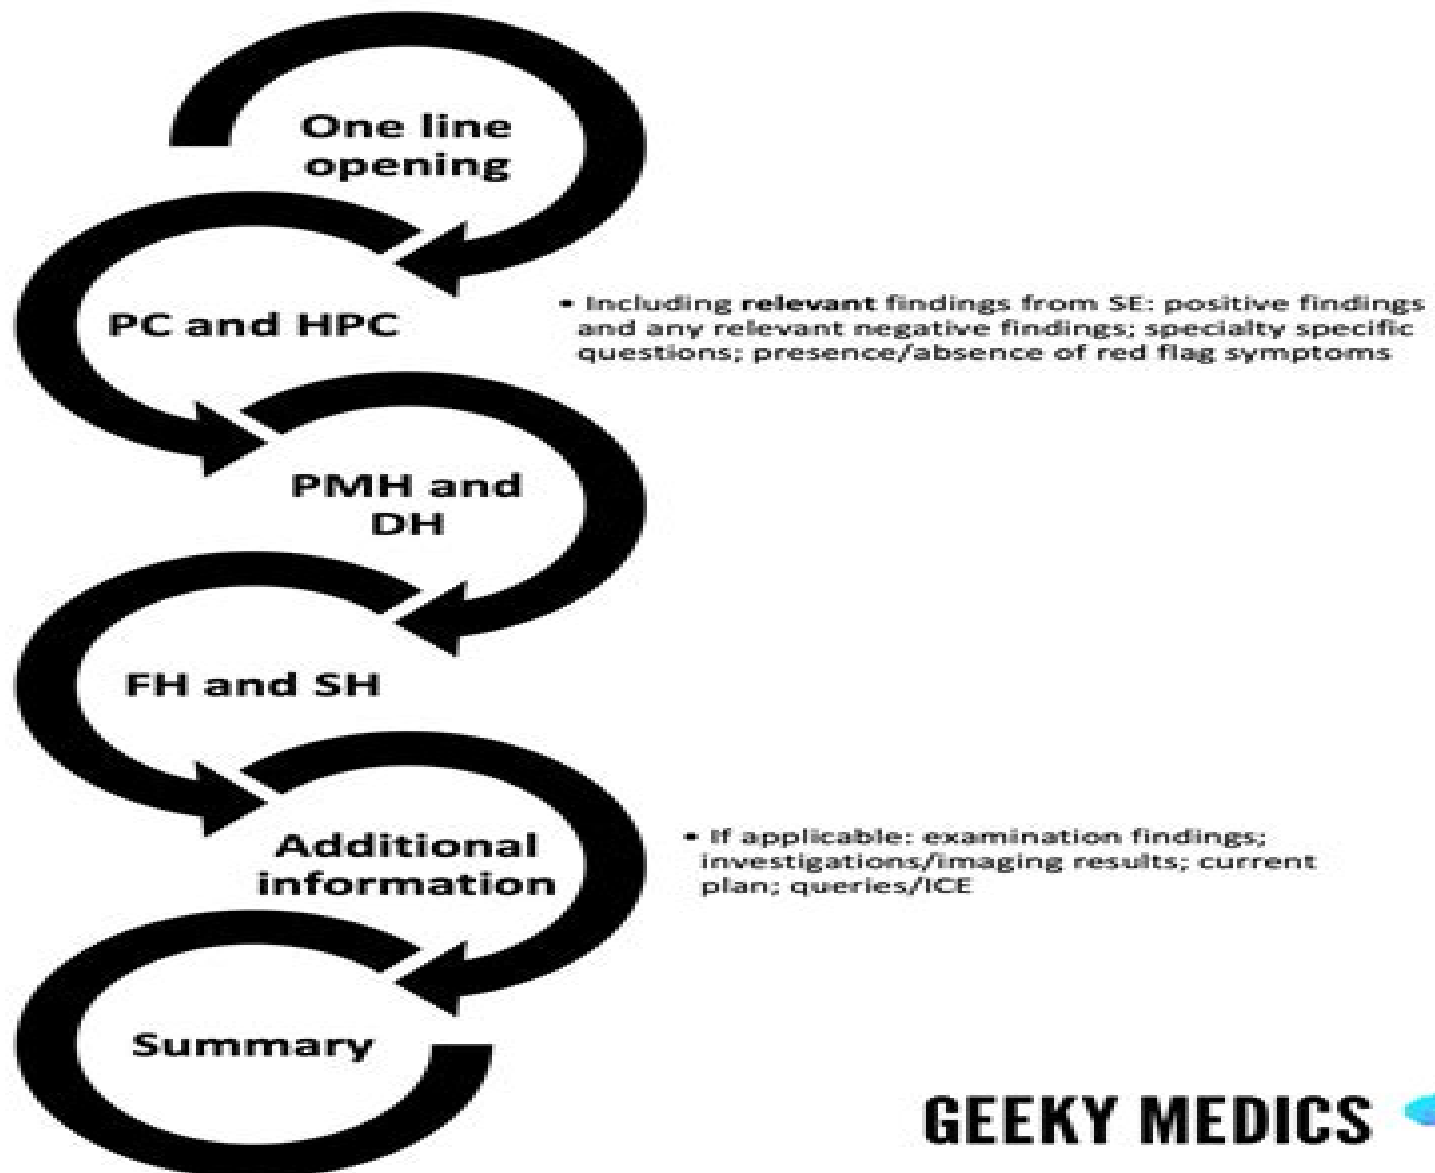 One line
opening
PC and HPC
• Including relevant findings from SE: positive findings
and any relevant negative findings; specialty specific
questions; presence/absence of red flag symptoms
PMH and
DH
FH and SH
Additional
information
• If applicable: examination findings;
investigations/imaging results; current
plan; queries/ICE
Summary
GEEKY MEDICS